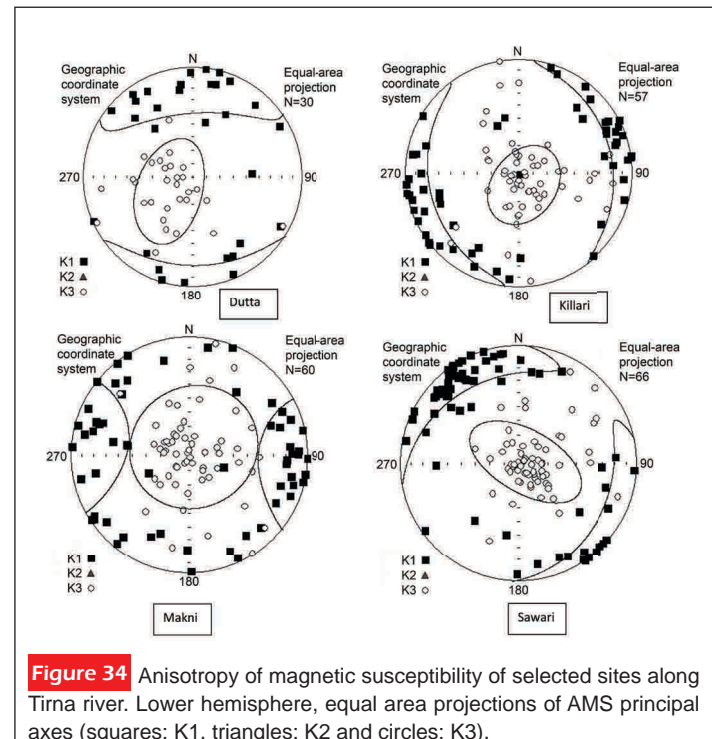 N
Geographic
coordinate
system
Equal-area
projection
N=30
270
90
K1 ■
K2 ▲
K3 ○
180
Dutta
N
Geographic
coordinate
system
Equal-area
projection
N=57
270
90
K1 ■
K2 ▲
K3 ○
180
Killari
N
Geographic
coordinate
system
Equal-area
projection
N=60
270
90
K1 ■
K2 ▲
K3 ○
180
Makni
N
Geographic
coordinate
system
Equal-area
projection
N=66
270
90
K1 ■
K2 ▲
K3 ○
180
Sawari
Figure 34 Anisotropy of magnetic susceptibility of selected sites along
Tirna river. Lower hemisphere, equal area projections of AMS principal
axes (squares: K1, triangles: K2 and circles: K3).